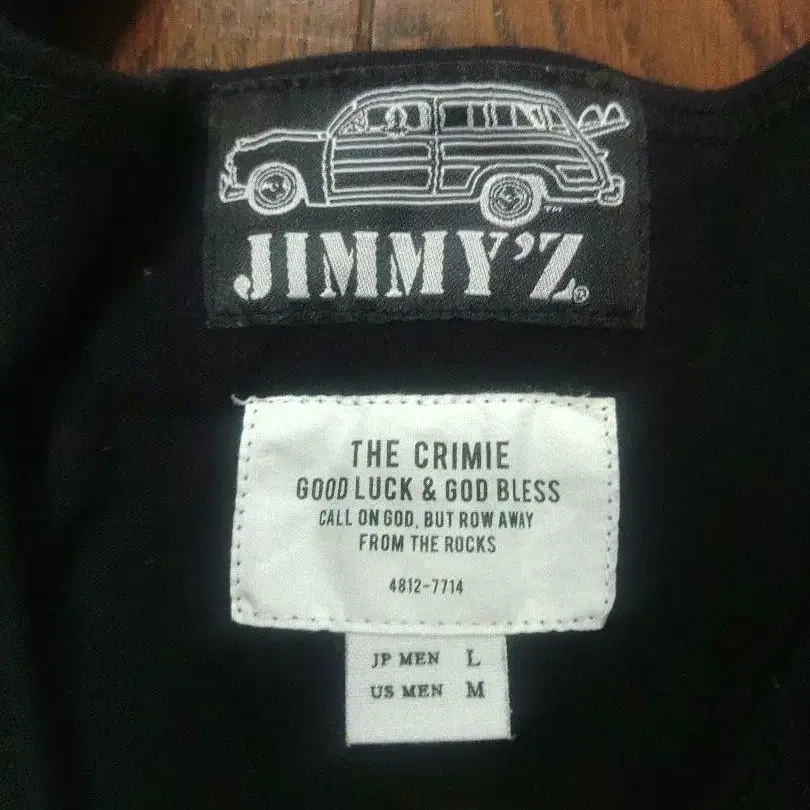 JIMMY'Z
THE CRIMIE
GOOD LUCK & GOD BLESS
CALL ON GOD, BUT ROW AWAY
FROM THE ROCKS
4812-7714
JP MEN L
US MEN M